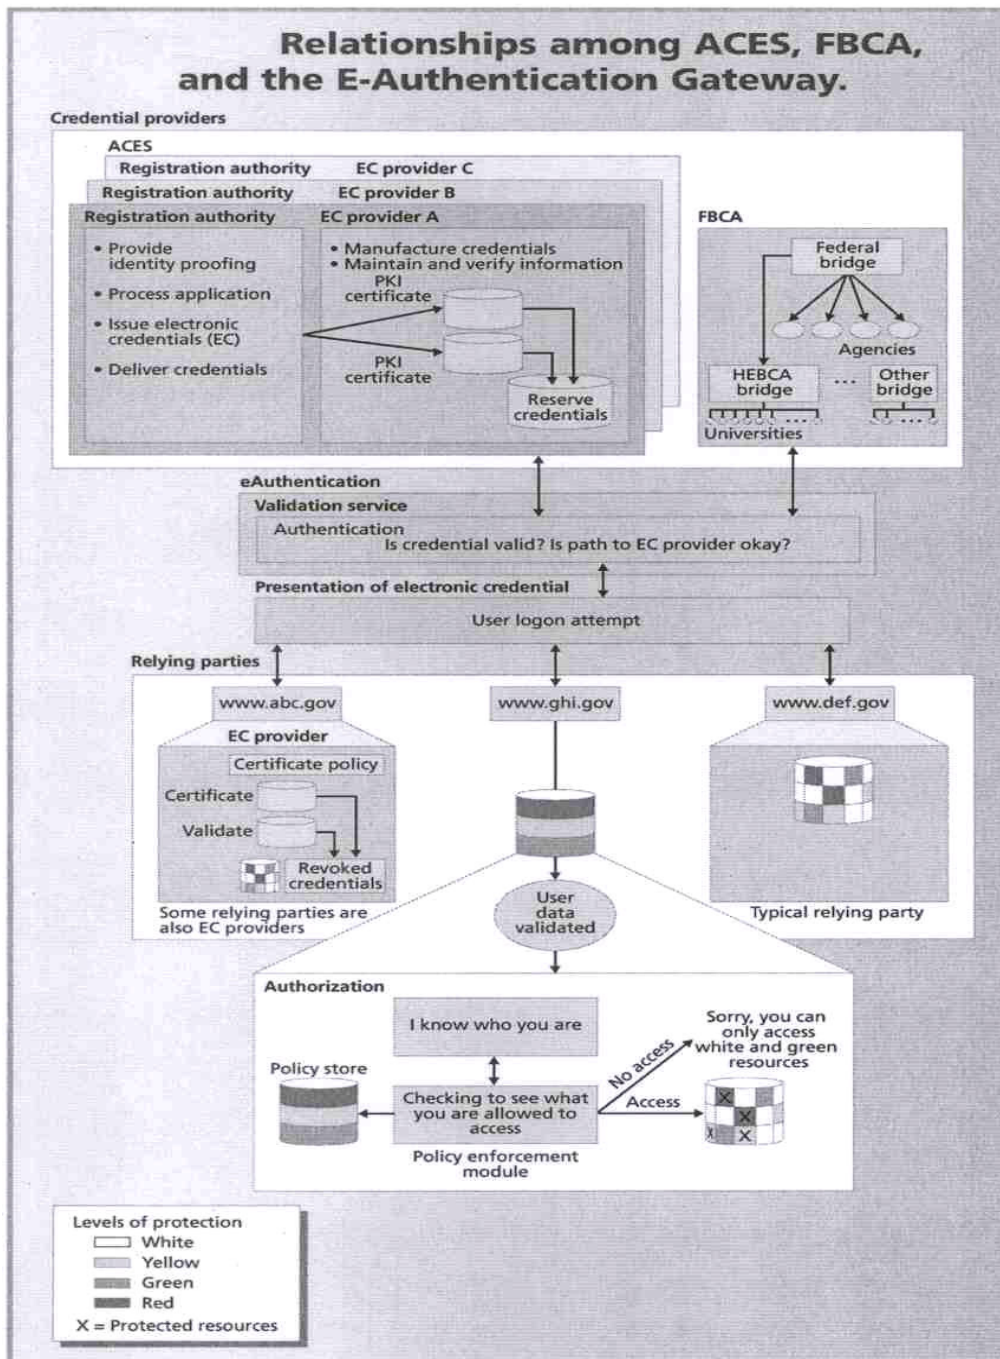 Relationships among ACES, FBCA,
and the E-Authentication Gateway.
Credential providers
ACES
Registration authority
EC provider C
Registration authority
EC provider B
Registration authority
EC provider A
• Provide
identity proofing
• Process application
• Issue electronic
credentials (EC)
• Deliver credentials
• Manufacture credentials
• Maintain and verify information
PKI
certificate
PKI
certificate
Reserve
credentials
FBCA
Federal
bridge
Agencies
HEBCA
bridge
...
Other
bridge
...
...
Universities
eAuthentication
Validation service
Authentication
Is credential valid? Is path to EC provider okay?
Presentation of electronic credential
User logon attempt
Relying parties
www.abc.gov
www.ghi.gov
www.def.gov
EC provider
Certificate policy
Certificate
Validate
Revoked
credentials
Some relying parties are
also EC providers
User
data
validated
Typical relying party
Authorization
I know who you are
Policy store
Checking to see what
you are allowed to
access
Policy enforcement
module
No access
Access
Sorry, you can
only access
white and green
resources
X
X
X X
Levels of protection
White
Yellow
Green
Red
X = Protected resources